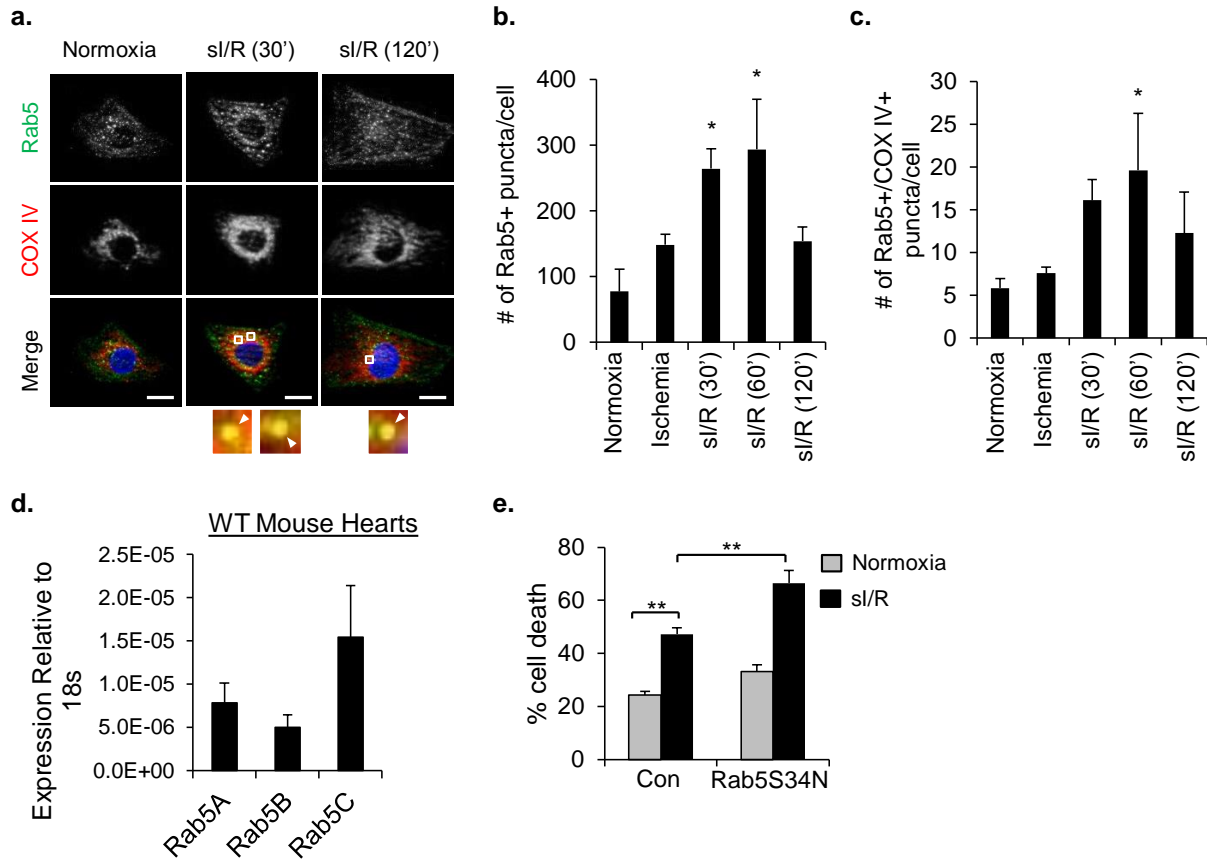 a.
Normoxia
sI/R (30')
sI/R (120')
Rab5
COX IV
Merge
b.
# of Rab5+ puncta/cell
400
300
200
100
0
*
*
Normoxia
Ischemia
sI/R (30')
sI/R (60')
sI/R (120')
c.
# of Rab5+/COX IV+
puncta/cell
30
25
20
15
10
5
0
*
Normoxia
Ischemia
sI/R (30')
sI/R (60')
sI/R (120')
d.
WT Mouse Hearts
Expression Relative to
18s
2.5E-05
2.0E-05
1.5E-05
1.0E-05
5.0E-06
0.0E+00
Rab5A
Rab5B
Rab5C
e.
% cell death
80
60
40
20
0
**
**
Normoxia
sI/R
Con
Rab5S34N